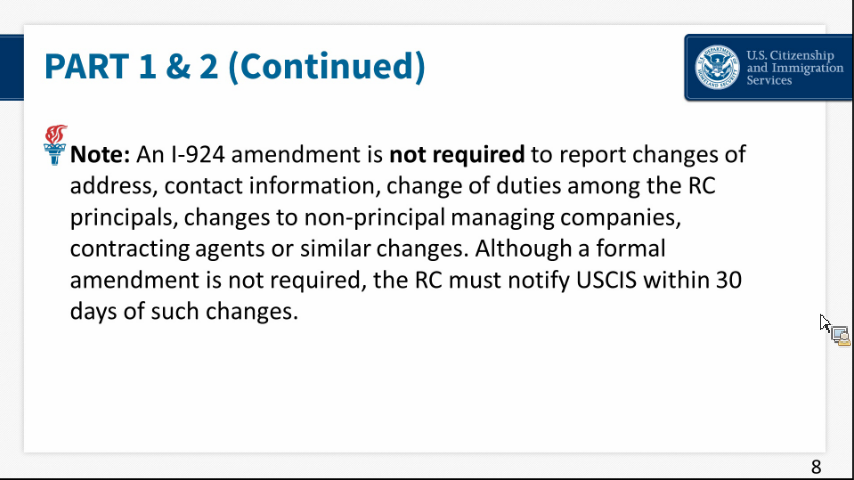 PART 1 & 2 (Continued)
U.S. Citizenship
and Immigration
Services
Note: An I-924 amendment is not required to report changes of
address, contact information, change of duties among the RC
principals, changes to non-principal managing companies,
contracting agents or similar changes. Although a formal
amendment is not required, the RC must notify USCIS within 30
days of such changes.
8